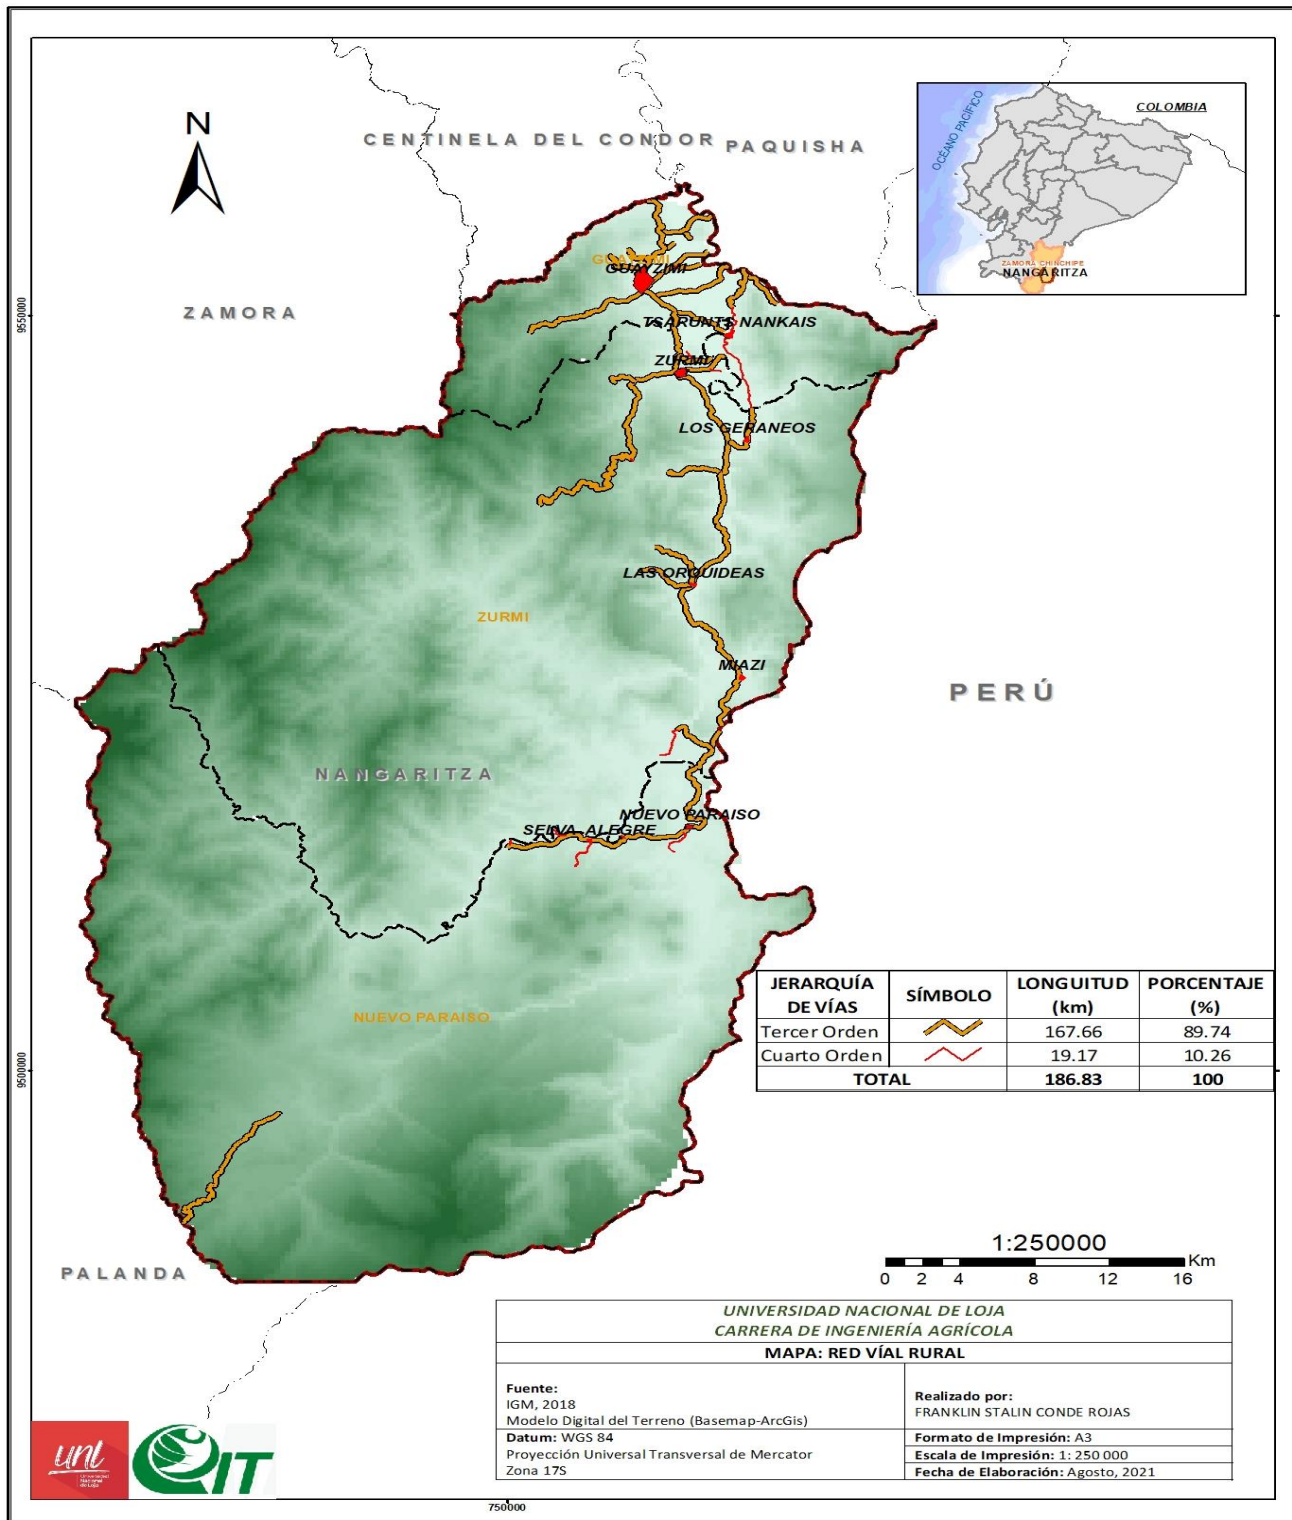 N
CENTINELA DEL CONDOR
PAQUISHA
COLOMBIA
OCÉANO PACÍFICO
ZAMORA CHINCHIPE
NANGARITZA
ZAMORA
GUAYZIMI
GUAYZIMI
TSARUNTS NANKAIS
ZURMI
LOS GERANEOS
LAS ORQUIDEAS
ZURMI
MIAZI
PERÚ
NANGARITZA
NUEVO PARAISO
SELVA ALEGRE
NUEVO PARAISO
PALANDA
9550000
9500000
750000
JERARQUÍA DE VÍAS SÍMBOLO LONGUITUD (km) PORCENTAJE (%)
Tercer Orden 167.66 89.74
Cuarto Orden 19.17 10.26
TOTAL 186.83 100
1:250000
Km
0 2 4 8 12 16
UNIVERSIDAD NACIONAL DE LOJA
CARRERA DE INGENIERÍA AGRÍCOLA
MAPA: RED VÍAL RURAL
Fuente:
IGM, 2018
Modelo Digital del Terreno (Basemap-ArcGis)
Datum: WGS 84
Proyección Universal Transversal de Mercator
Zona 17S
Realizado por:
FRANKLIN STALIN CONDE ROJAS
Formato de Impresión: A3
Escala de Impresión: 1: 250 000
Fecha de Elaboración: Agosto, 2021
unl
Universidad
Nacional
de Loja
IT